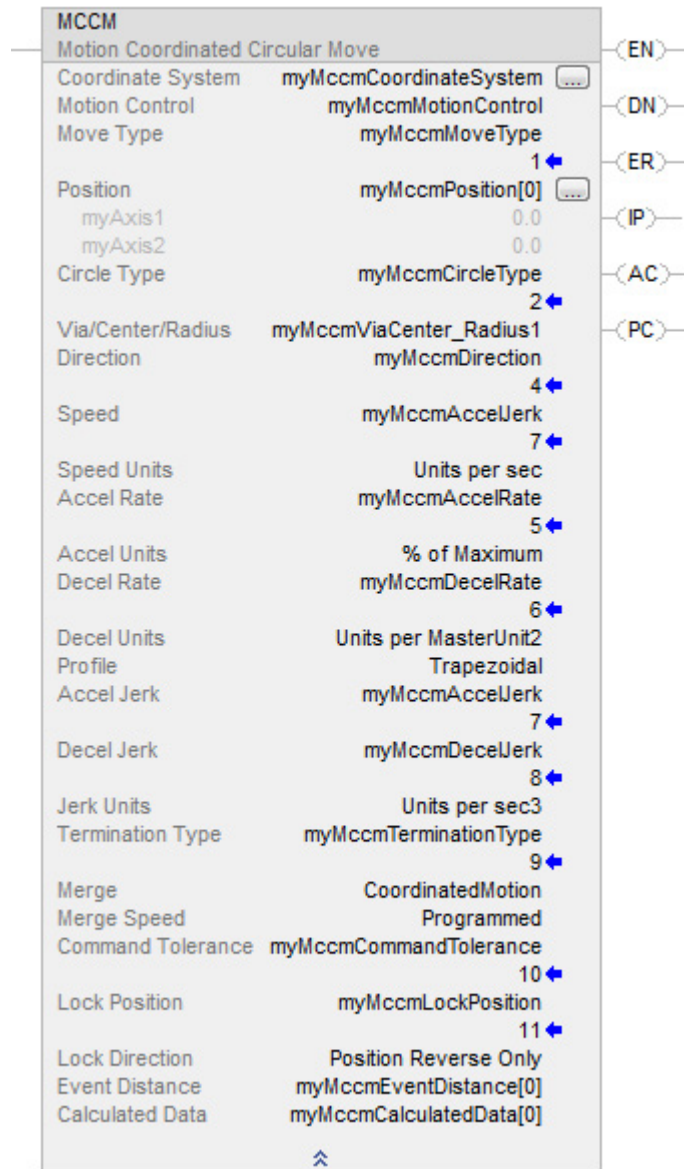 MCCM
Motion Coordinated Circular Move
EN
Coordinate System myMccmCoordinateSystem ...
Motion Control myMccmMotionControl
DN
Move Type myMccmMoveType
1
ER
Position myMccmPosition[0] ...
myAxis1 0.0
IP
myAxis2 0.0
Circle Type myMccmCircleType
AC
2
Via/Center/Radius myMccmViaCenter_Radius1
PC
Direction myMccmDirection
4
Speed myMccmAccelJerk
7
Speed Units Units per sec
Accel Rate myMccmAccelRate
5
Accel Units % of Maximum
Decel Rate myMccmDecelRate
6
Decel Units Units per MasterUnit2
Profile Trapezoidal
Accel Jerk myMccmAccelJerk
7
Decel Jerk myMccmDecelJerk
8
Jerk Units Units per sec3
Termination Type myMccmTerminationType
9
Merge CoordinatedMotion
Merge Speed Programmed
Command Tolerance myMccmCommandTolerance
10
Lock Position myMccmLockPosition
11
Lock Direction Position Reverse Only
Event Distance myMccmEventDistance[0]
Calculated Data myMccmCalculatedData[0]